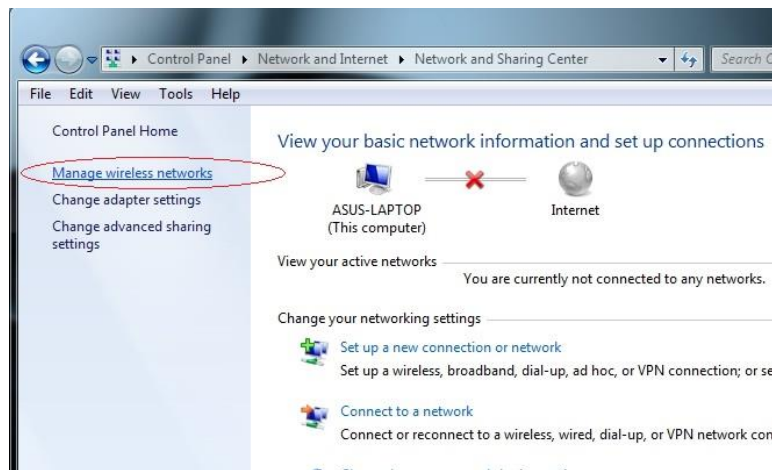 Control Panel ▸ Network and Internet ▸ Network and Sharing Center
Search
File Edit View Tools Help
Control Panel Home
Manage wireless networks
Change adapter settings
Change advanced sharing
settings
View your basic network information and set up connections
ASUS-LAPTOP
(This computer)
Internet
View your active networks
You are currently not connected to any networks.
Change your networking settings
Set up a new connection or network
Set up a wireless, broadband, dial-up, ad hoc, or VPN connection; or se
Connect to a network
Connect or reconnect to a wireless, wired, dial-up, or VPN network con